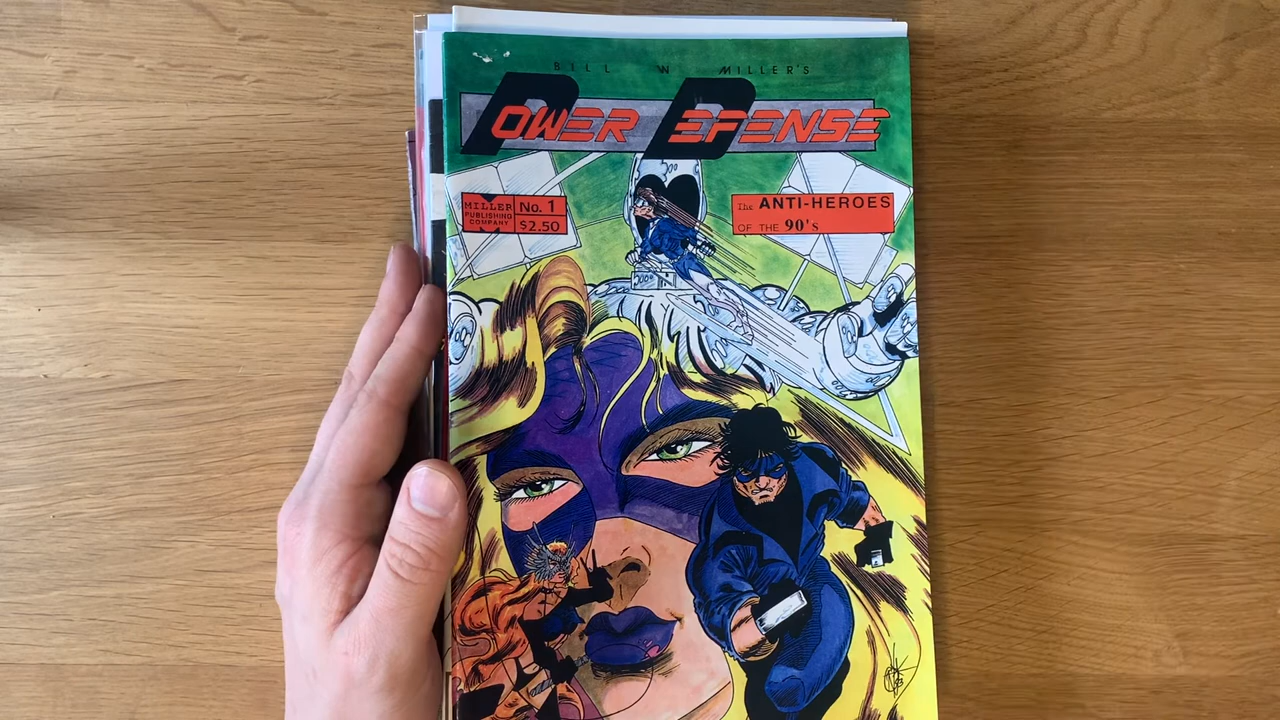 BILL W MILLER'S
POWER DEFENSE
MILLER
PUBLISHING
COMPANY
No. 1
$2.50
The ANTI-HEROES
OF THE 90's